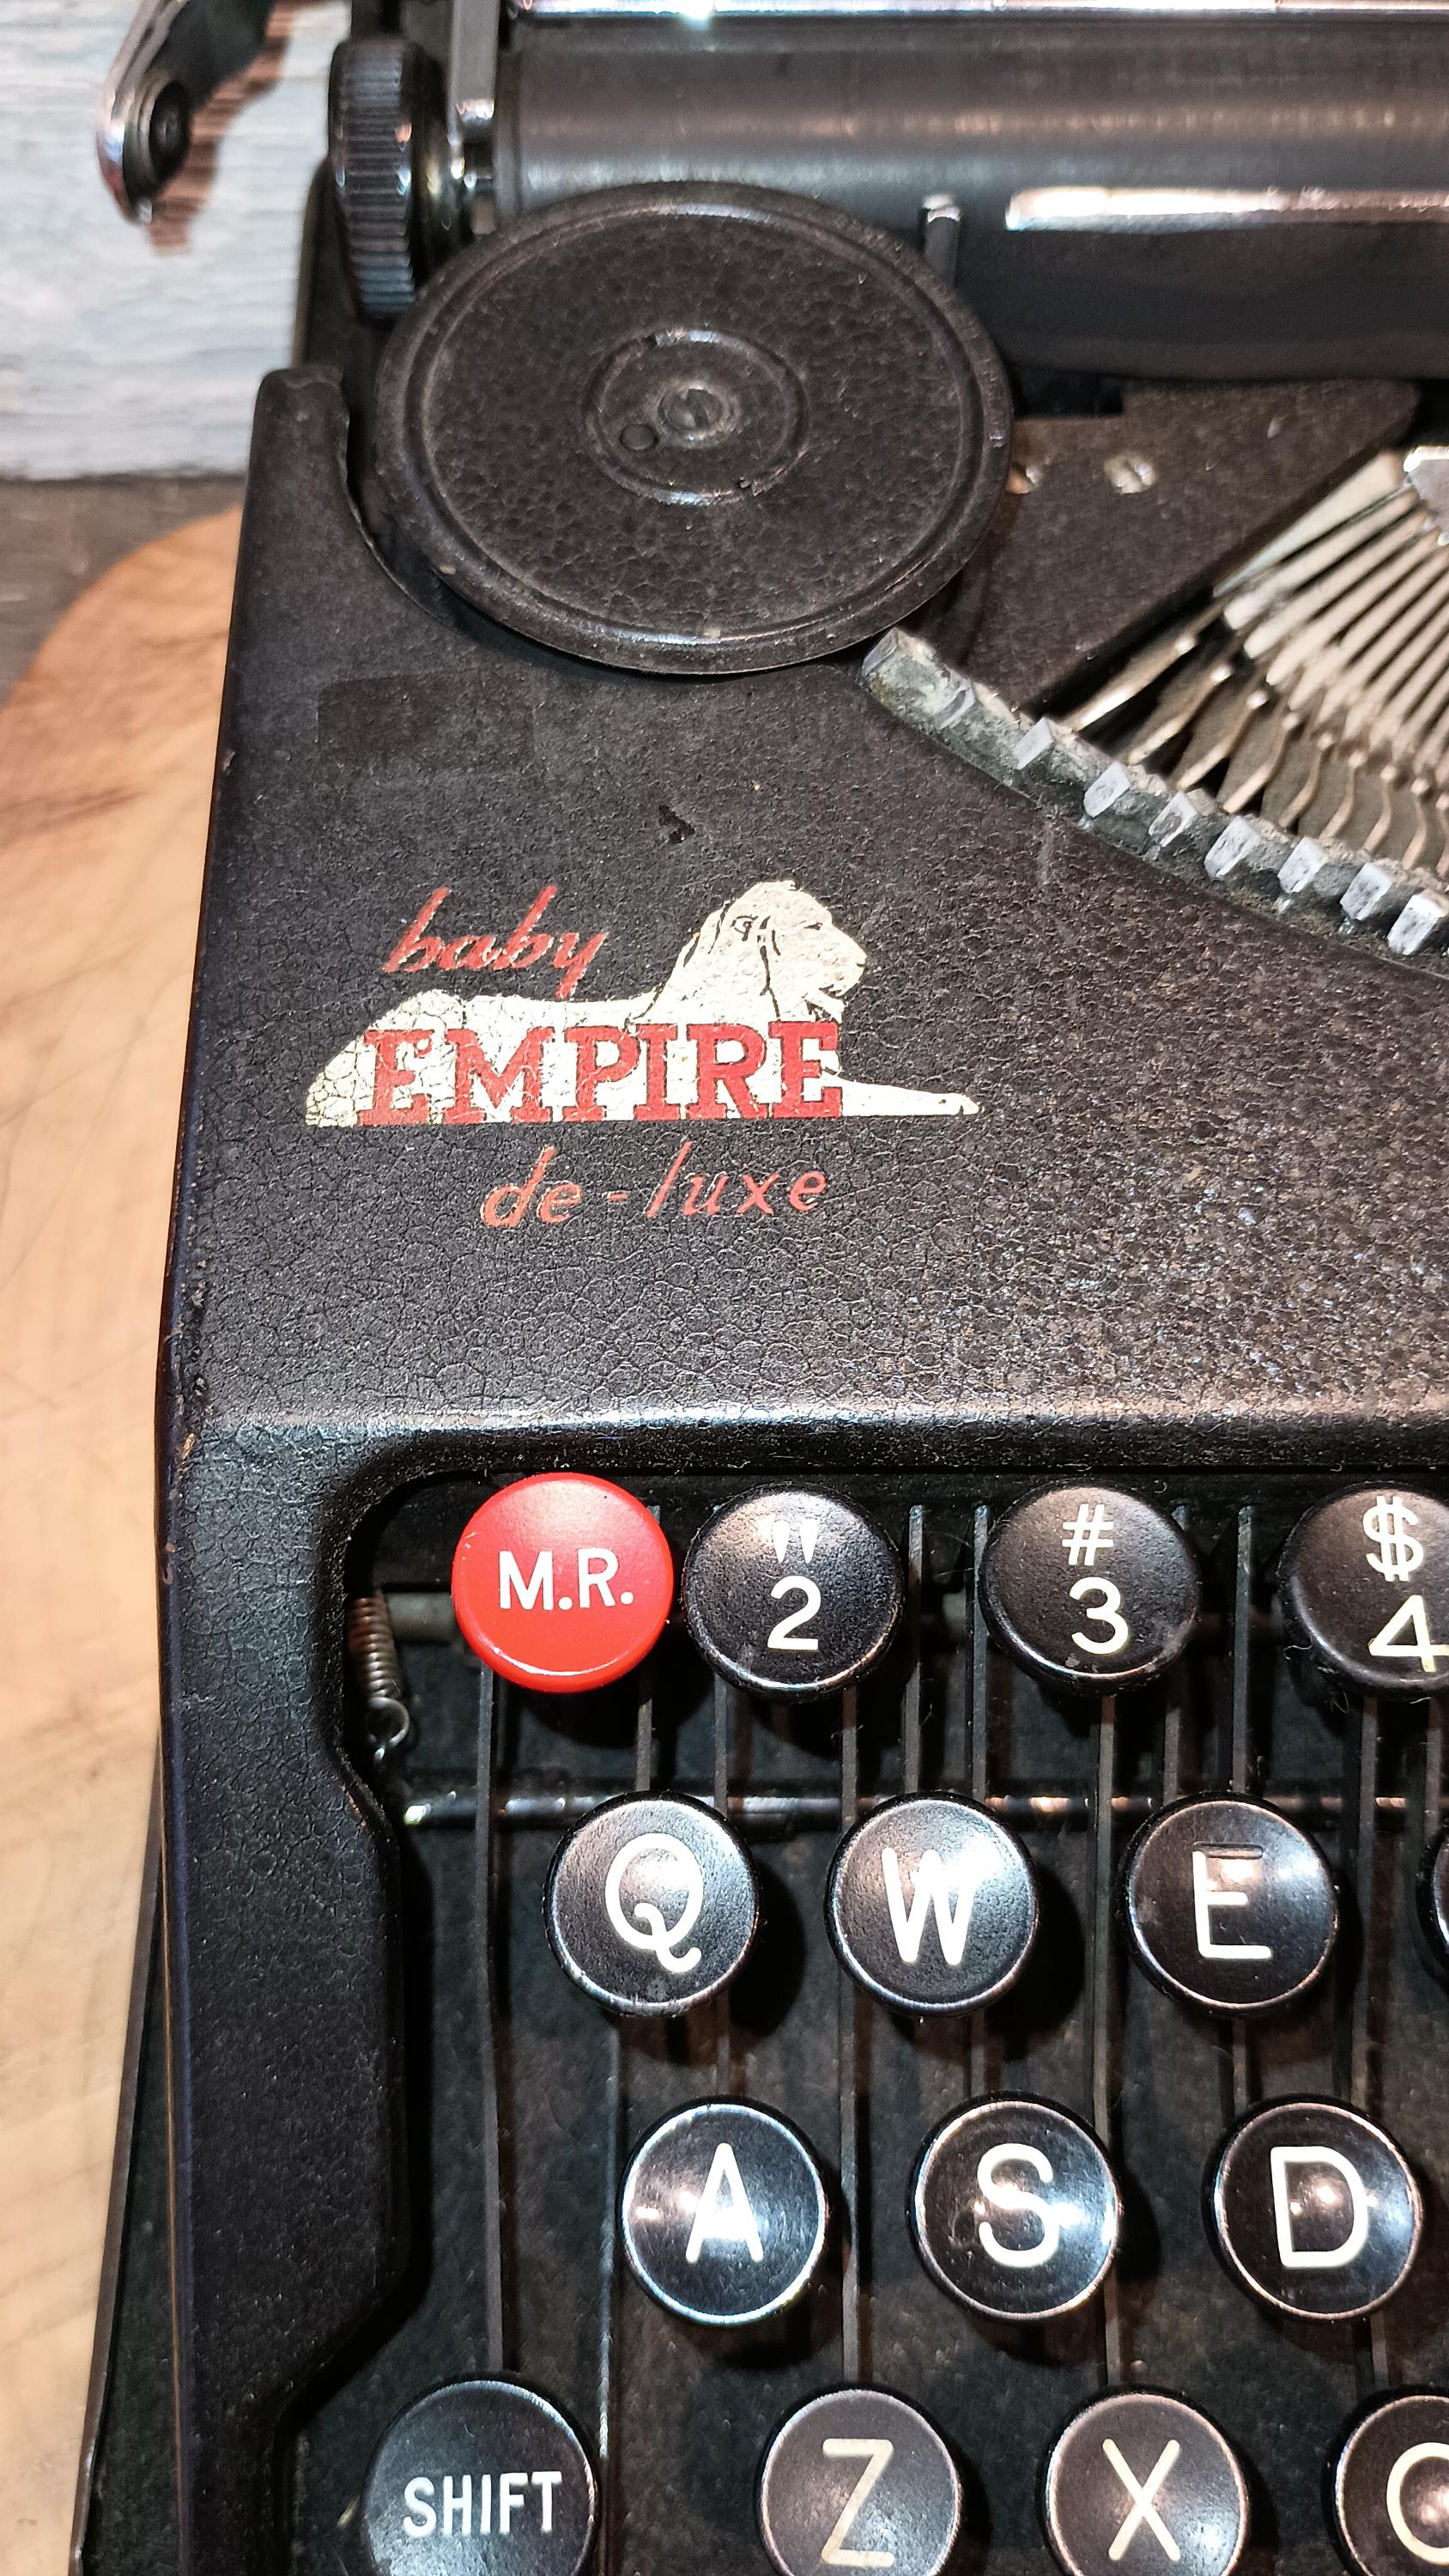 baby
EMPIRE
de-luxe
M.R. " 2 # 3 $ 4
Q W E
A S D
SHIFT Z X C